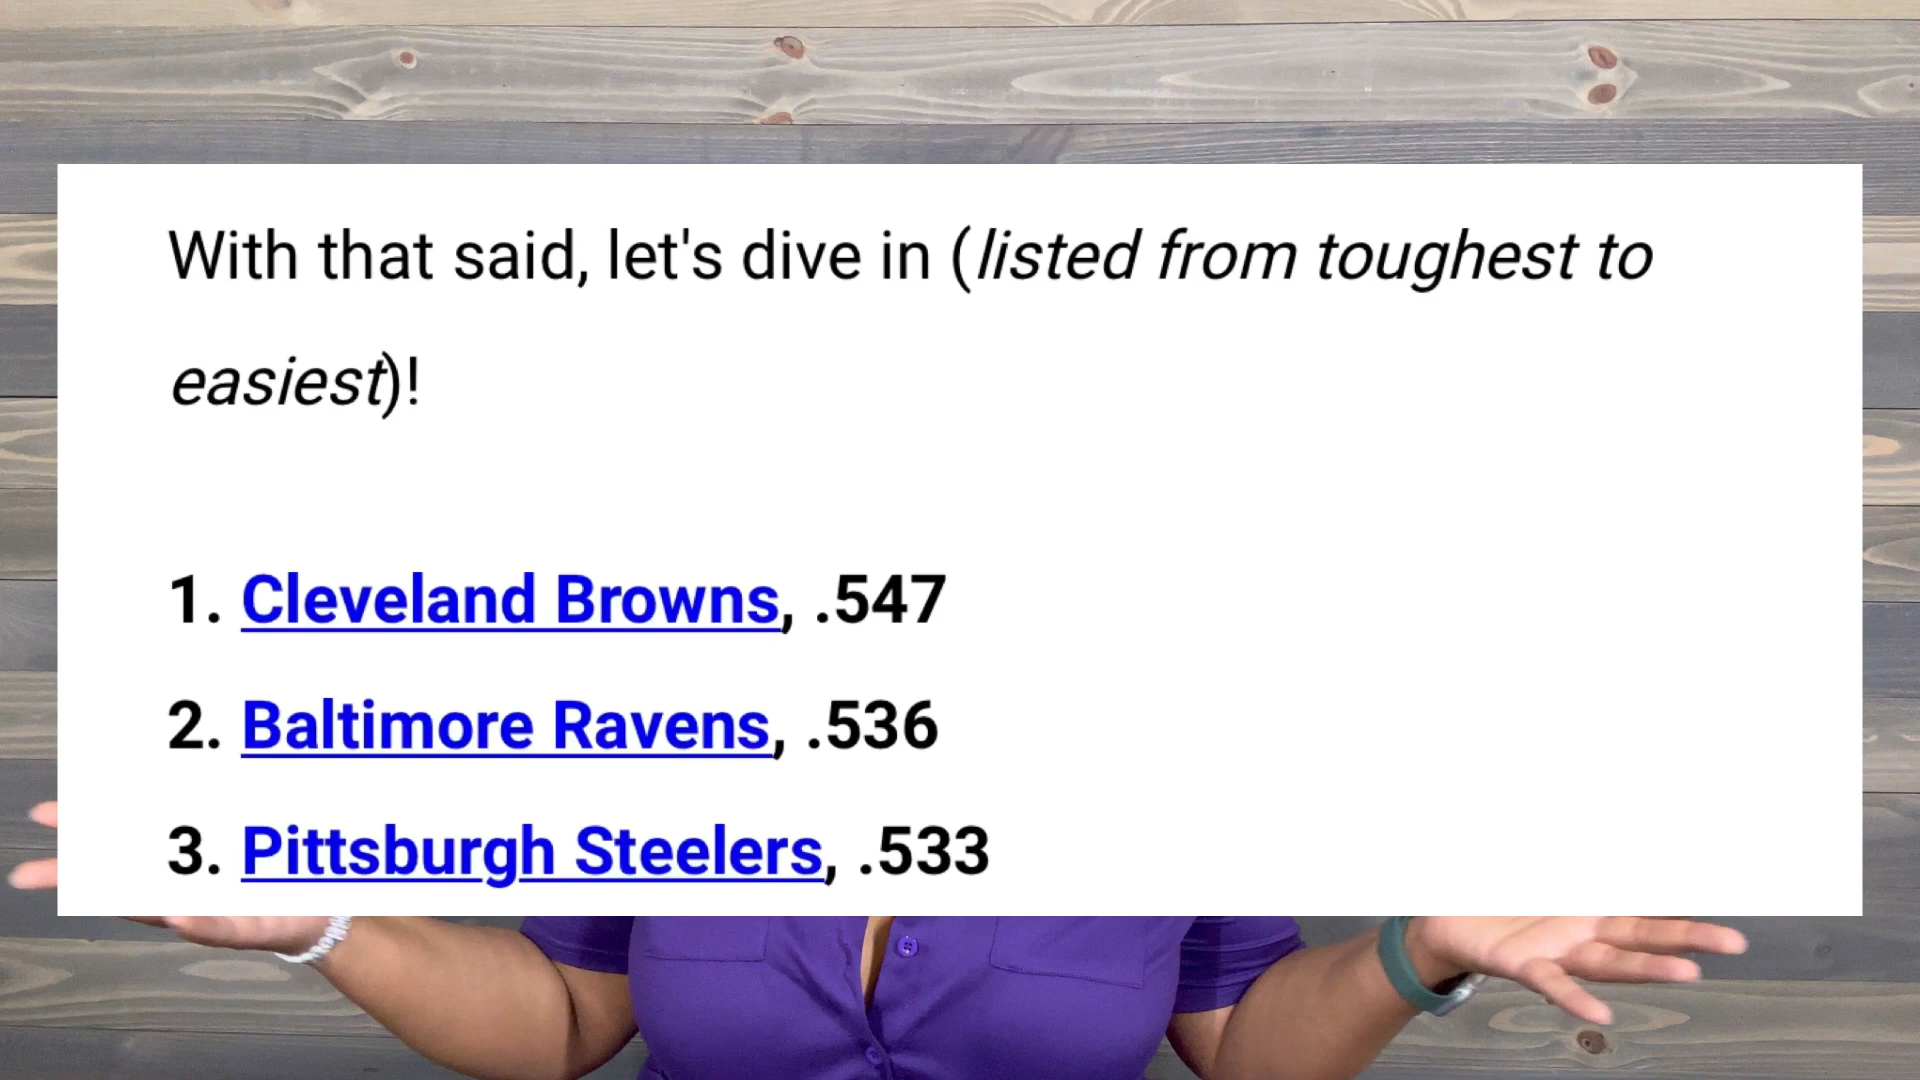 With that said, let's dive in (listed from toughest to
easiest)!
1. Cleveland Browns, .547
2. Baltimore Ravens, .536
3. Pittsburgh Steelers, .533